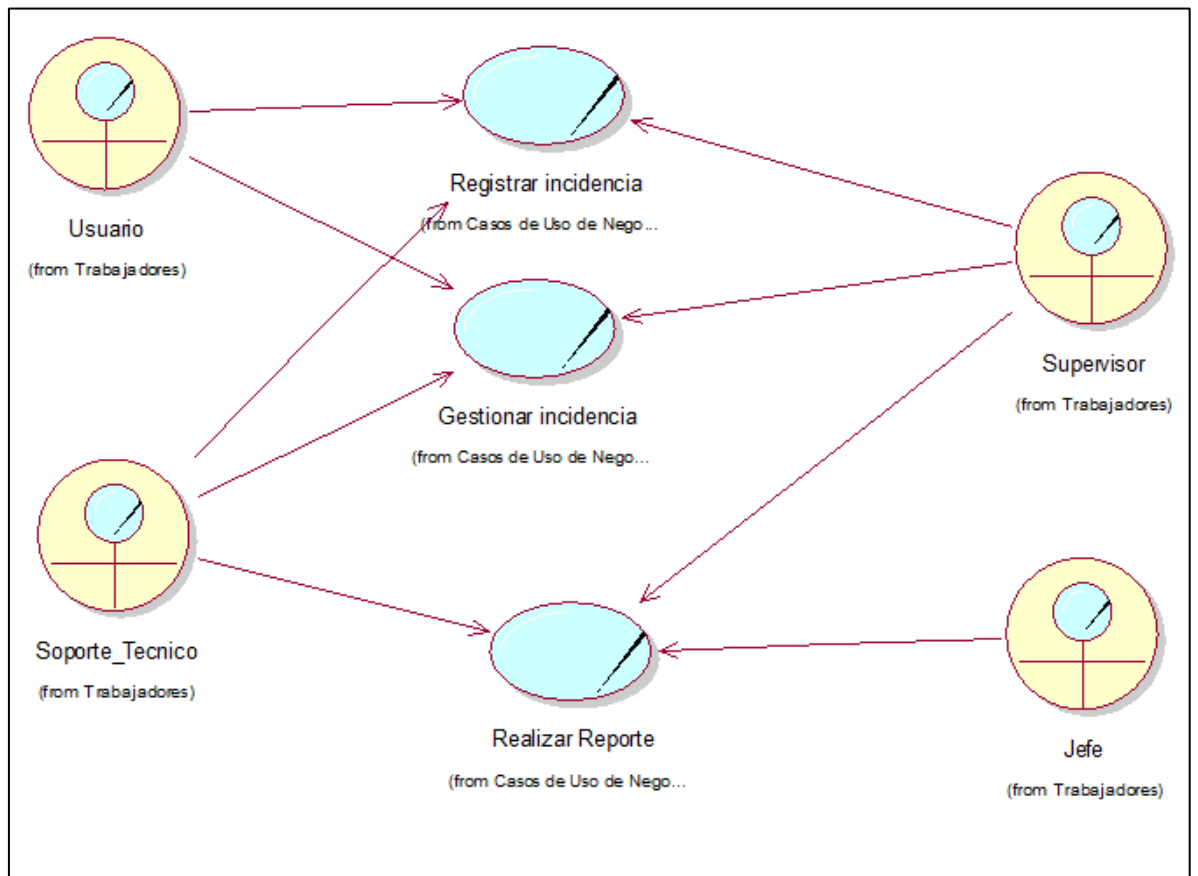 Registrar incidencia
(from Casos de Uso de Nego...
Usuario
(from Trabajadores)
Supervisor
(from Trabajadores)
Gestionar incidencia
(from Casos de Uso de Nego...
Soporte_Tecnico
(from Trabajadores)
Realizar Reporte
(from Casos de Uso de Nego...
Jefe
(from Trabajadores)